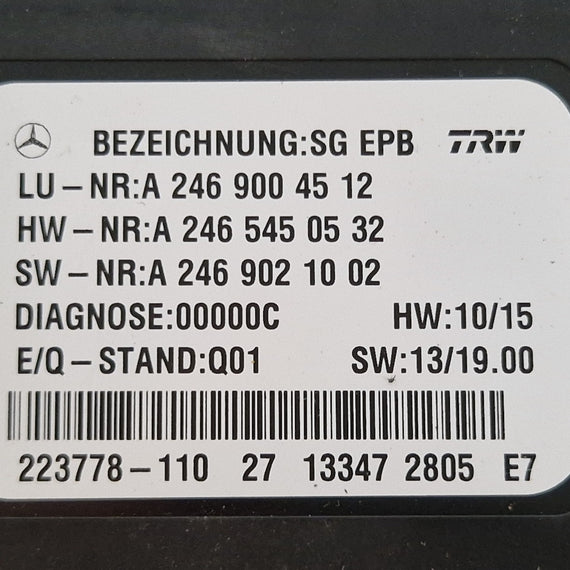 BEZEICHNUNG:SG EPB TRW
LU-NR:A 246 900 45 12
HW-NR:A 246 545 05 32
SW-NR:A 246 902 10 02
DIAGNOSE:00000C HW:10/15
E/Q-STAND:Q01 SW:13/19.00
223778-110 27 13347 2805 E7